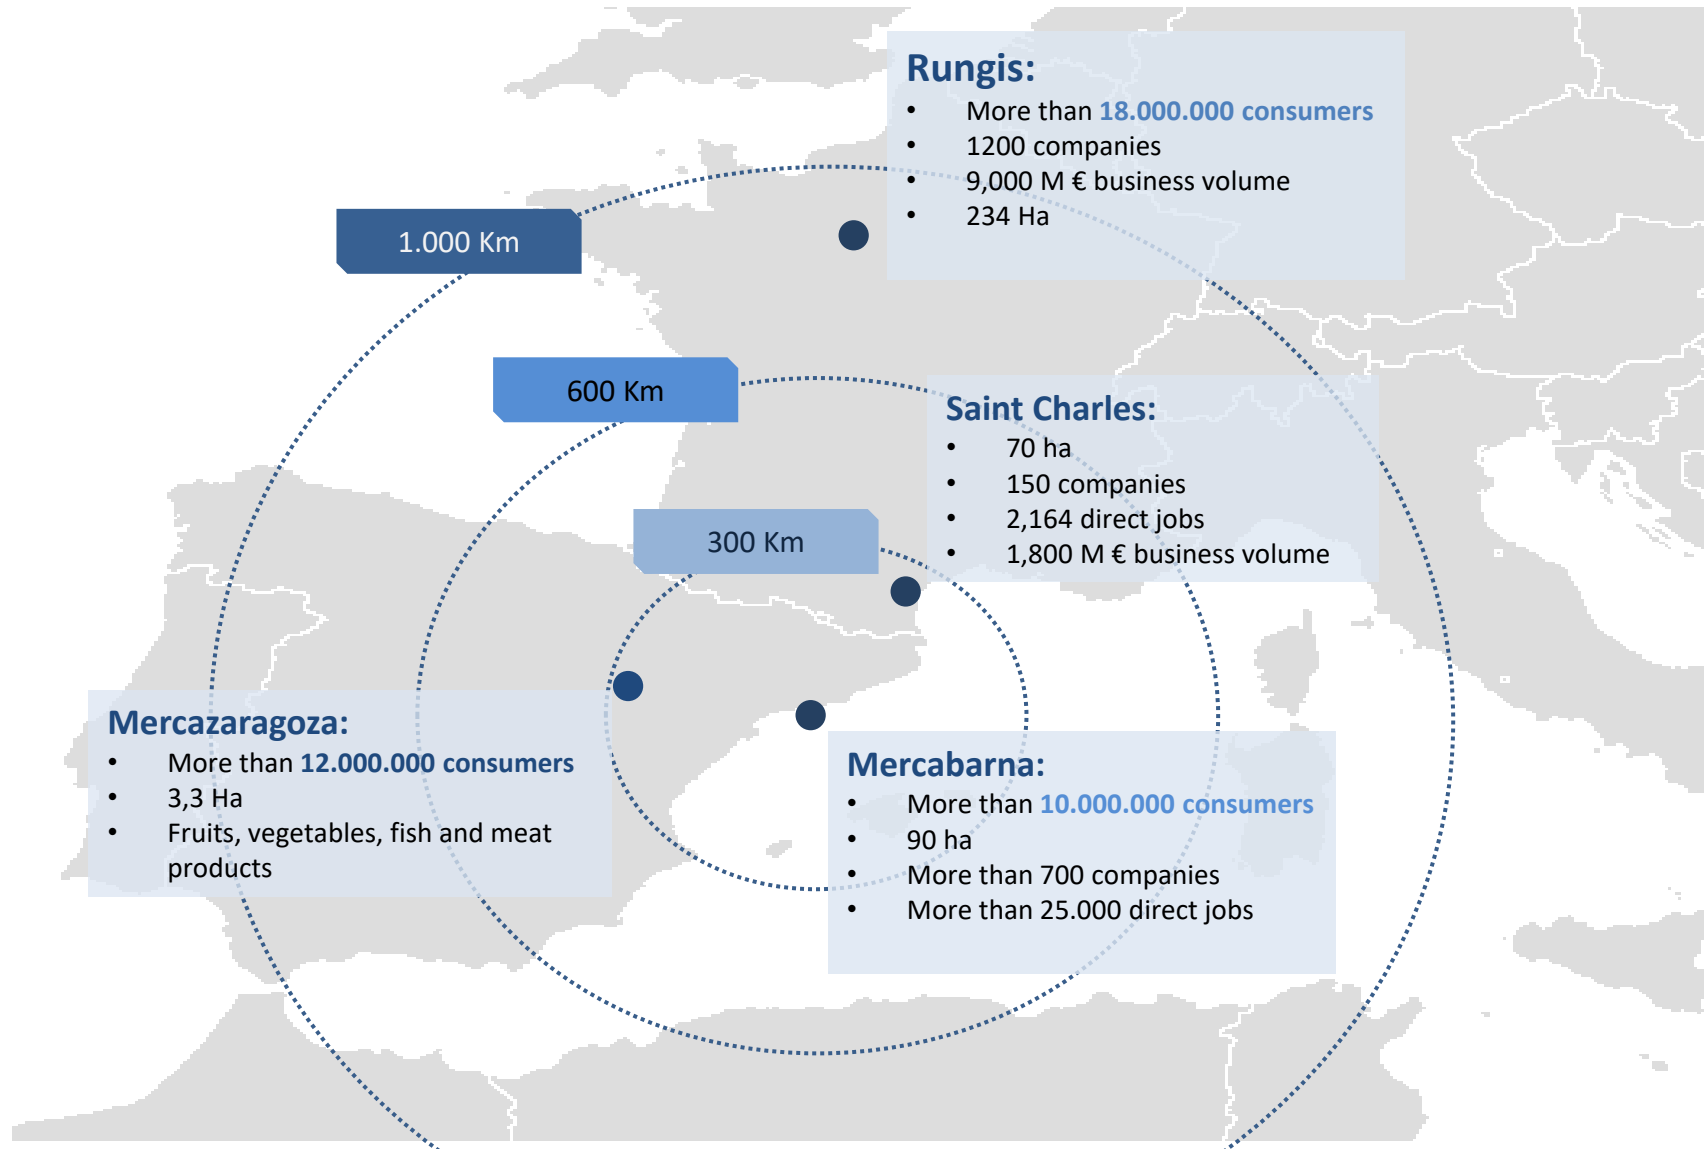 Rungis:
• More than 18.000.000 consumers
• 1200 companies
• 9,000 M € business volume
• 234 Ha
1.000 Km
600 Km
Saint Charles:
• 70 ha
• 150 companies
• 2,164 direct jobs
• 1,800 M € business volume
300 Km
Mercazaragoza:
• More than 12.000.000 consumers
• 3,3 Ha
• Fruits, vegetables, fish and meat
products
Mercabarna:
• More than 10.000.000 consumers
• 90 ha
• More than 700 companies
• More than 25.000 direct jobs